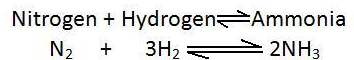 Nitrogen + Hydrogen⇌Ammonia
N₂ + 3H₂ ⇌ 2NH₃